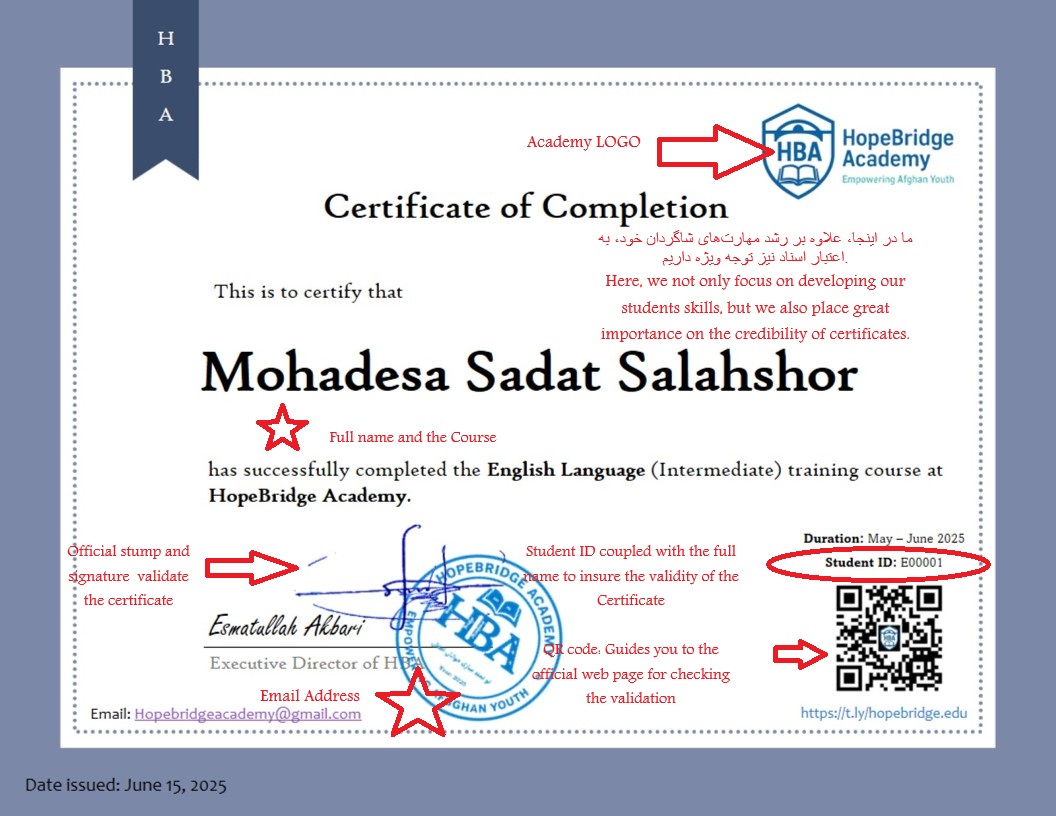 H
B
A
Academy LOGO
HBA
HopeBridge
Academy
Empowering Afghan Youth
Certificate of Completion
ما در اینجا، علاوه بر رشد مهارت‌های شاگردان خود، به
اعتبار اسناد نیز توجه ویژه داریم.
Here, we not only focus on developing our
students skills, but we also place great
importance on the credibility of certificates.
This is to certify that
Mohadesa Sadat Salahshor
Full name and the Course
has successfully completed the English Language (Intermediate) training course at
HopeBridge Academy.
Official stump and
signature validate
the certificate
Student ID coupled with the full
name to insure the validity of the
Certificate
Duration: May – June 2025
Student ID: E00001
HOPEBRIDGE ACADEMY
HBA
EMPOWERING AFGHAN YOUTH
Esmatullah Akbari
Executive Director of HBA
QR code: Guides you to the
official web page for checking
the validation
HBA
Email Address
Email: Hopebridgeacademy@gmail.com
https://t.ly/hopebridge.edu
Date issued: June 15, 2025